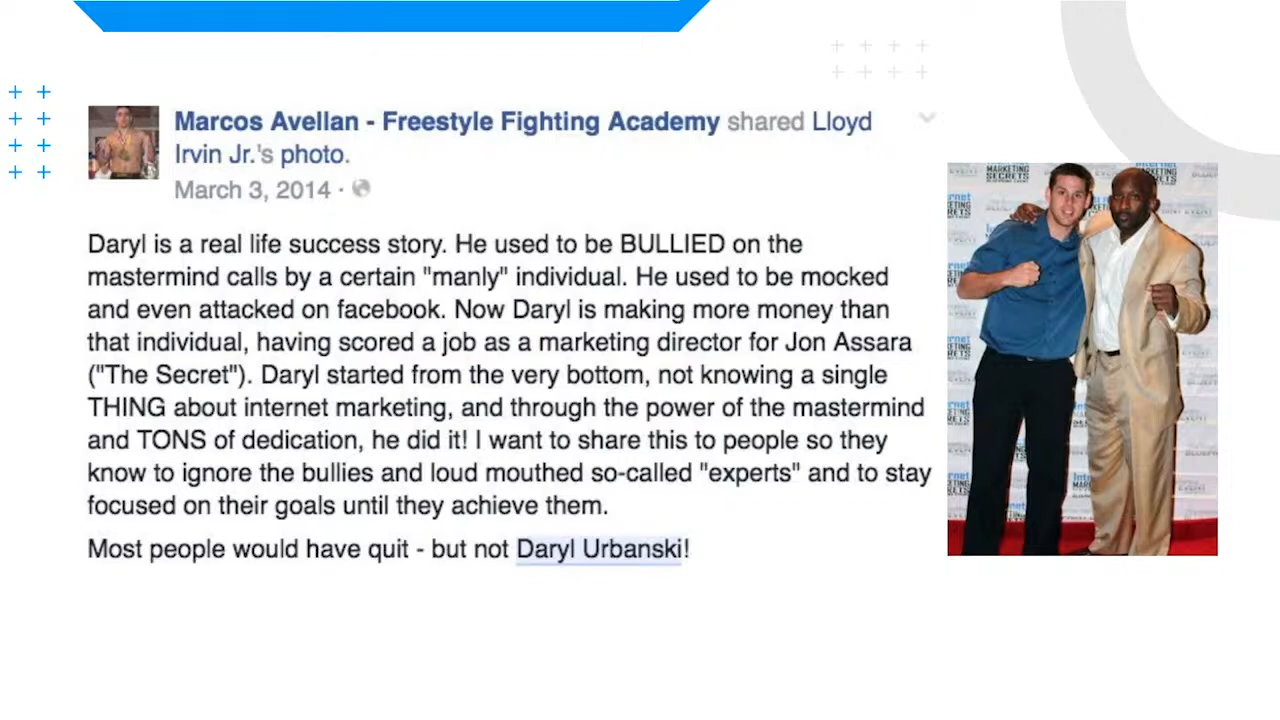 Marcos Avellan - Freestyle Fighting Academy shared Lloyd
Irvin Jr.'s photo.
March 3, 2014 ·
Daryl is a real life success story. He used to be BULLIED on the
mastermind calls by a certain "manly" individual. He used to be mocked
and even attacked on facebook. Now Daryl is making more money than
that individual, having scored a job as a marketing director for Jon Assara
("The Secret"). Daryl started from the very bottom, not knowing a single
THING about internet marketing, and through the power of the mastermind
and TONS of dedication, he did it! I want to share this to people so they
know to ignore the bullies and loud mouthed so-called "experts" and to stay
focused on their goals until they achieve them.
Most people would have quit - but not Daryl Urbanski!
MARKETING
SECRETS